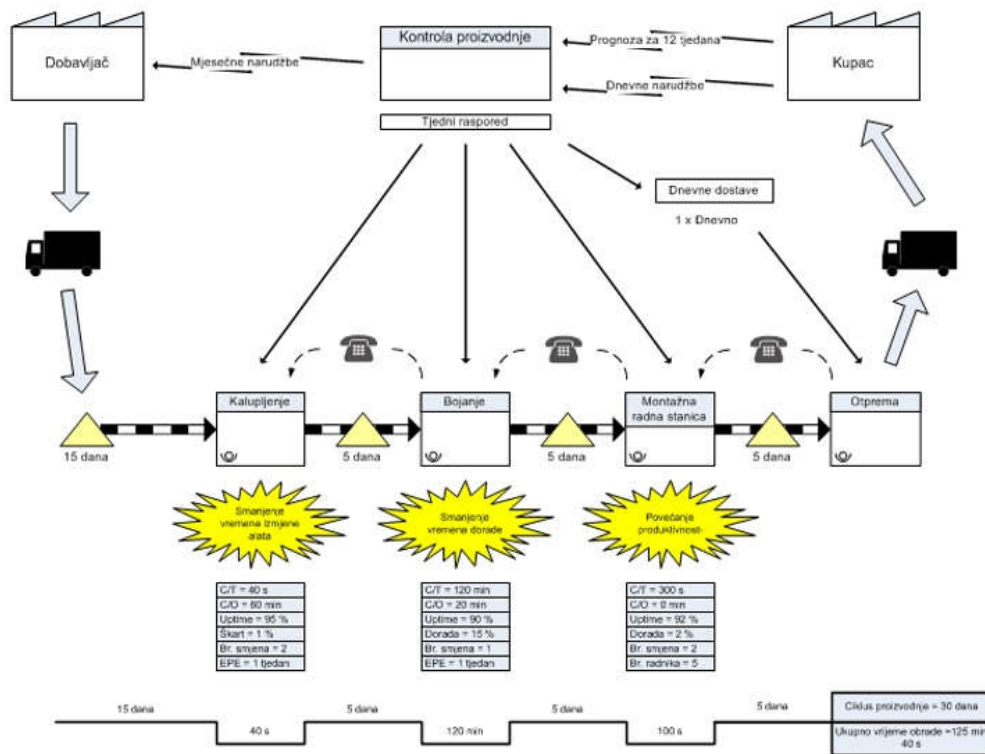 Dobavljač
Mjesečne narudžbe
Kontrola proizvodnje
Prognoza za 12 tjedana
Dnevne narudžbe
Kupac
Tjedni raspored
Dnevne dostave
1 x Dnevno
Kalupljenje
Bojanje
Montažna
radna stanica
Otprema
15 dana
5 dana
5 dana
5 dana
Smanjenje
vremena izmjene
alata
Smanjenje
vremena dorade
Povećanje
produktivnosti
C/T = 40 s
C/O = 60 min
Uptime = 95 %
Škart = 1 %
Br. smjena = 2
EPE = 1 tjedan
C/T = 120 min
C/O = 20 min
Uptime = 90 %
Dorada = 15 %
Br. smjena = 1
EPE = 1 tjedan
C/T = 300 s
C/O = 0 min
Uptime = 92 %
Dorada = 2 %
Br. smjena = 2
Br. radnika = 5
15 dana
40 s
5 dana
120 min
5 dana
100s
5 dana
Ciklus proizvodnje = 30 dana
Ukupno vrijeme obrade =125 min
40 s